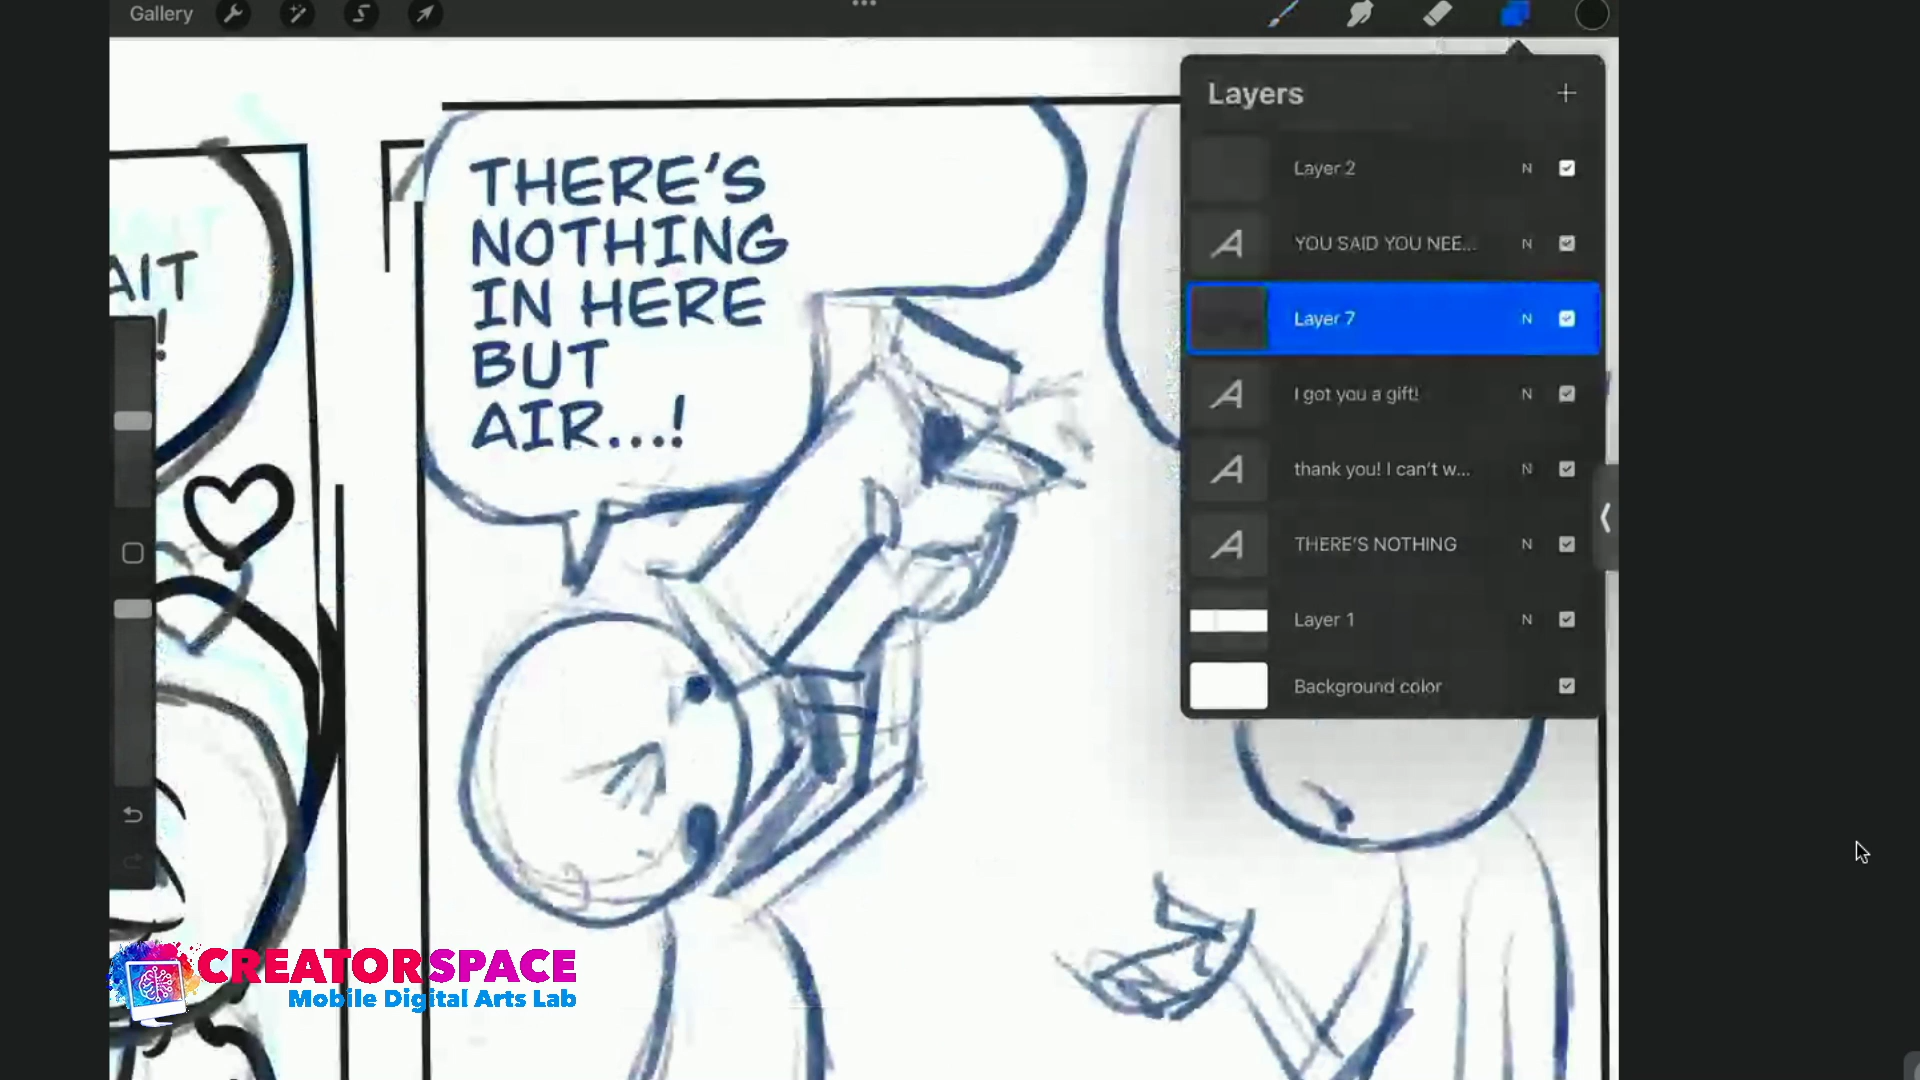 Gallery
Layers
Layer 2 N
YOU SAID YOU NEE... N
Layer 7 N
I got you a gift! N
thank you! I can't w... N
THERE'S NOTHING N
Layer 1 N
Background color
AIT
!
THERE'S
NOTHING
IN HERE
BUT
AIR...!
CREATORSPACE
Mobile Digital Arts Lab